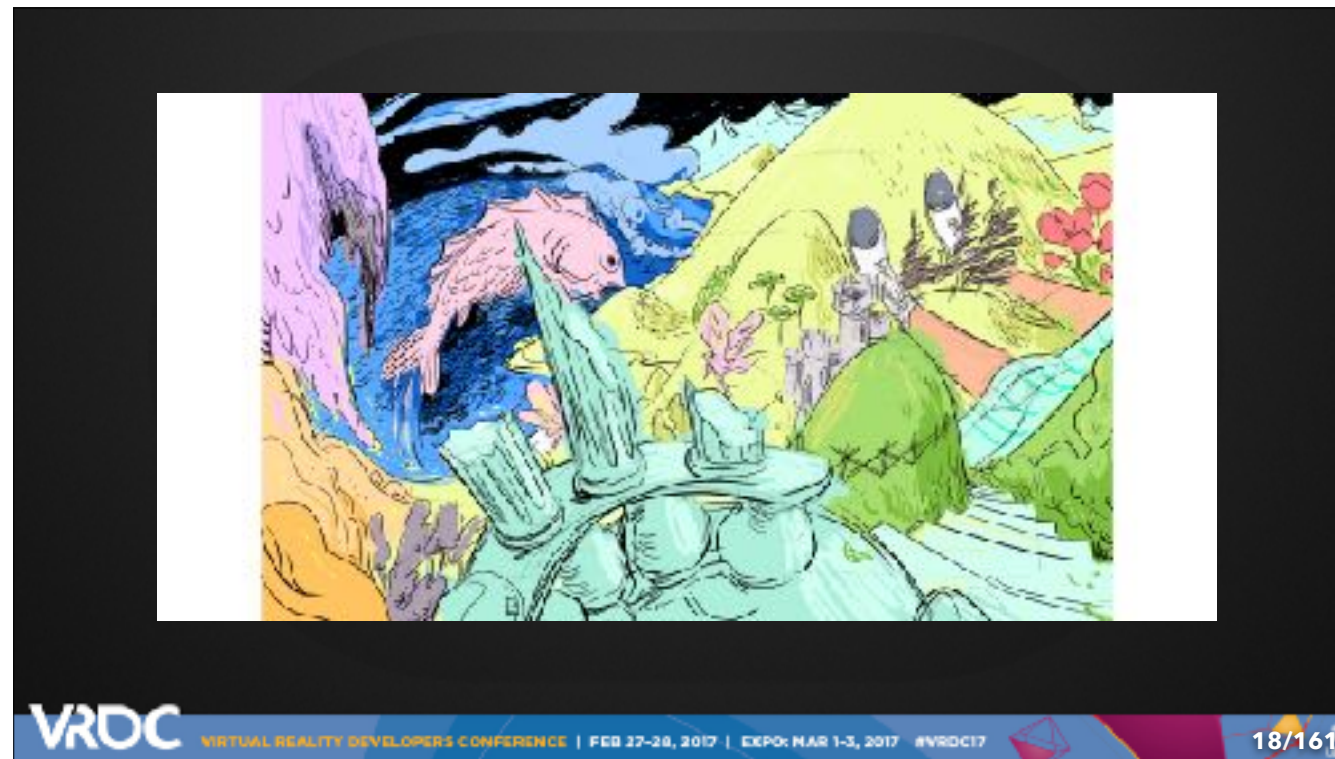 VRDC
VIRTUAL REALITY DEVELOPERS CONFERENCE | FEB 27-28, 2017 | EXPO: MAR 1-3, 2017 #VRDC17
18/161